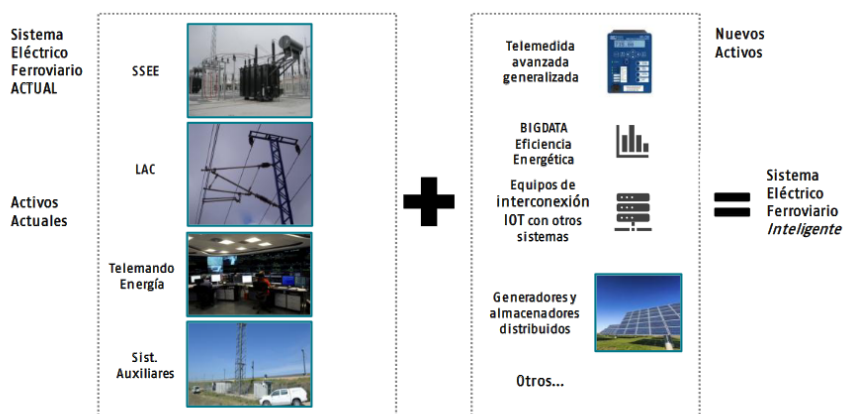 Sistema
Eléctrico
Ferroviario
ACTUAL
Activos
Actuales
SSEE
LAC
Telemando
Energía
Sist.
Auxiliares
Telemedida
avanzada
generalizada
BIGDATA
Eficiencia
Energética
Equipos de
interconexión
IOT con otros
sistemas
Generadores y
almacenadores
distribuidos
Otros...
Nuevos
Activos
Sistema
Eléctrico
Ferroviario
Inteligente